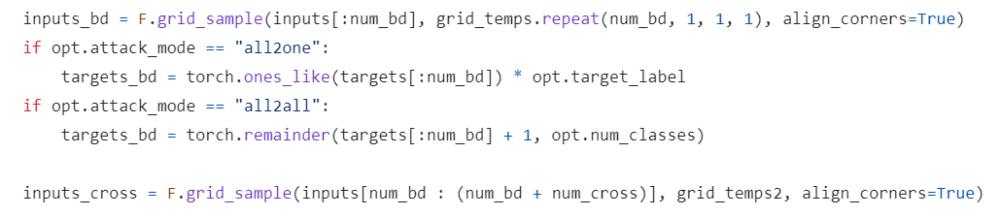 inputs_bd = F.grid_sample(inputs[:num_bd], grid_temps.repeat(num_bd, 1, 1, 1), align_corners=True)
if opt.attack_mode == "all2one":
    targets_bd = torch.ones_like(targets[:num_bd]) * opt.target_label
if opt.attack_mode == "all2all":
    targets_bd = torch.remainder(targets[:num_bd] + 1, opt.num_classes)
inputs_cross = F.grid_sample(inputs[num_bd : (num_bd + num_cross)], grid_temps2, align_corners=True)